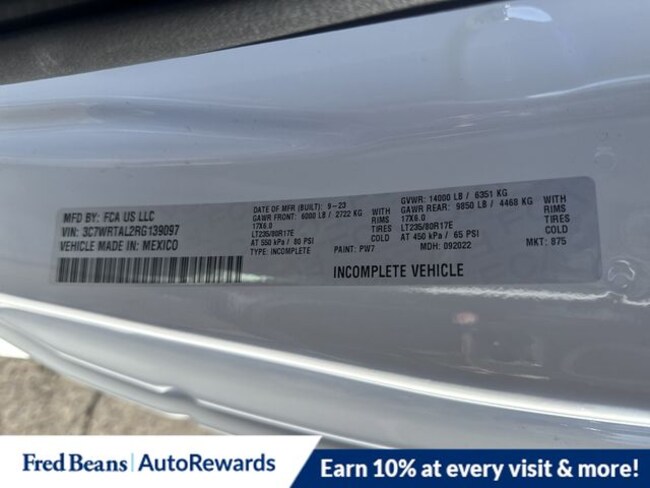 MFD BY: FCA US LLC
VIN: 3C7WRTAL2RG139097
VEHICLE MADE IN: MEXICO
DATE OF MFR (BUILT): 9-23
GAWR FRONT: 6000 LB / 2722 KG WITH
17X6.0 RIMS
LT235/80R17E TIRES
AT 550 kPa / 80 PSI COLD
TYPE: INCOMPLETE PAINT: PW7
GVWR: 14000 LB / 6351 KG
GAWR REAR: 9850 LB / 4468 KG WITH
17X6.0 RIMS
LT235/80R17E TIRES
AT 450 kPa / 65 PSI COLD
MDH: 092022 MKT: 875
INCOMPLETE VEHICLE
Fred Beans | AutoRewards
Earn 10% at every visit & more!